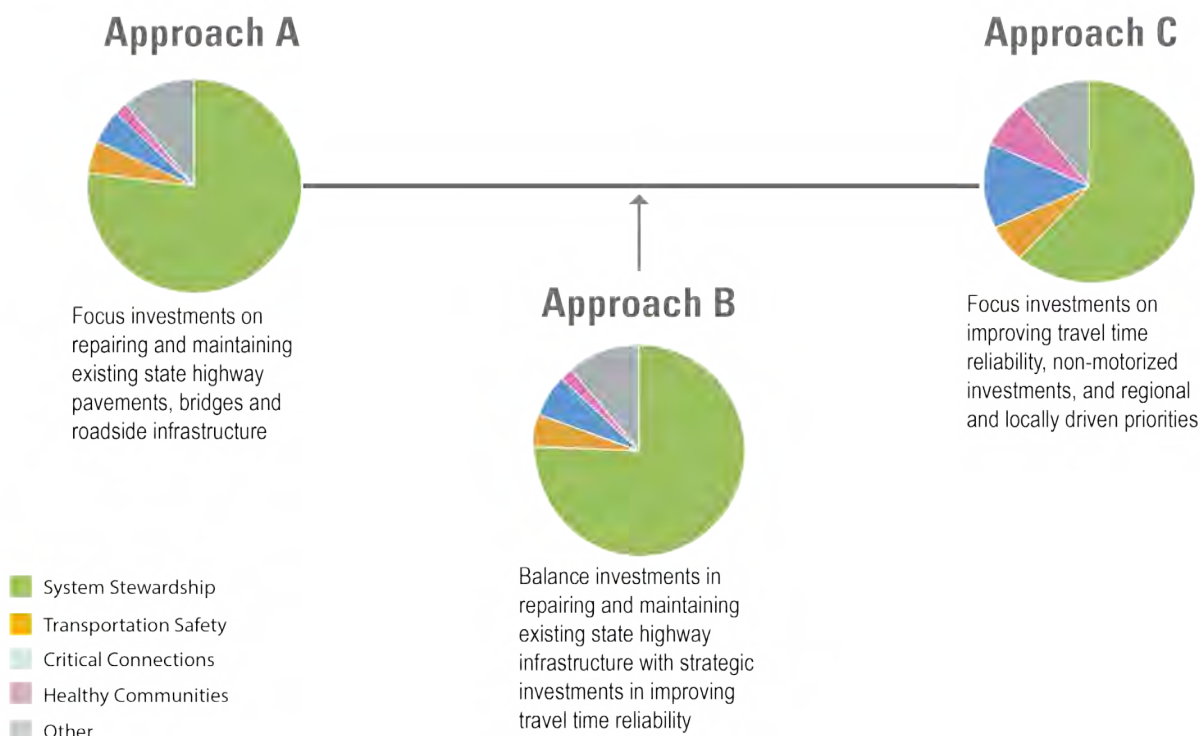 Approach A
Focus investments on
repairing and maintaining
existing state highway
pavements, bridges and
roadside infrastructure
Approach B
Balance investments in
repairing and maintaining
existing state highway
infrastructure with strategic
investments in improving
travel time reliability
Approach C
Focus investments on
improving travel time
reliability, non-motorized
investments, and regional
and locally driven priorities
System Stewardship
Transportation Safety
Critical Connections
Healthy Communities
Other